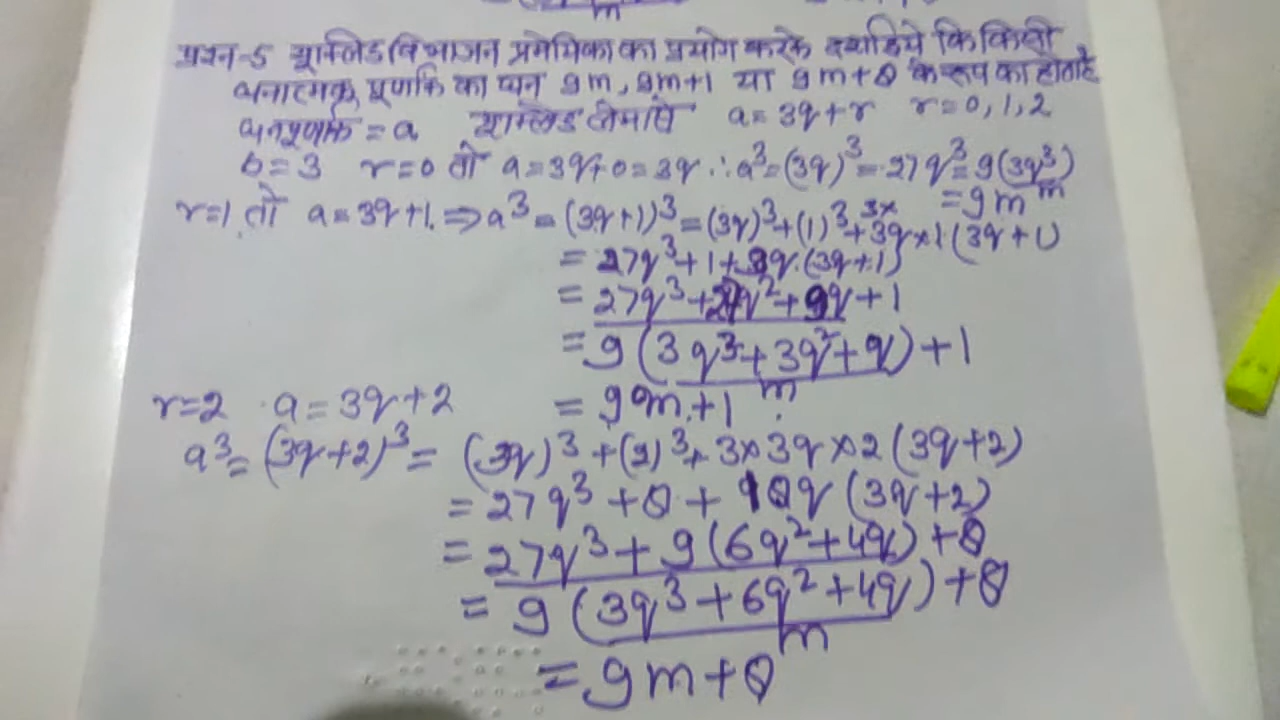 m
प्रश्न-5 यूक्लिड विभाजन प्रमेयिका का प्रयोग करके दर्शाइये कि किसी
धनात्मक पूर्णांक का घन 9m, 9m+1 या 9m+8 के रूप का होता है
धनपूर्णांक = a a = 3q+r r=0,1,2
b=3 r=0 तो a=3q+0=3q ∴a³=(3q)³=27q³=9(3q³)
=9m m
r=1, तो a=3q+1. ⇒a³=(3q+1)³=(3q)³+(1)³+3x3q×1(3q+1)
=27q³+1+9q.(3q+1)
=27q³+27q²+9q+1
=9(3q³+3q²+q)+1
m
r=2 a=3q+2 =9m+1
a³=(3q+2)³=(3q)³+(2)³+3×3q×2(3q+2)
=27q³+8+18q(3q+2)
=27q³+9(6q²+4q)+8
=9(3q³+6q²+4q)+8
m
=9m+8